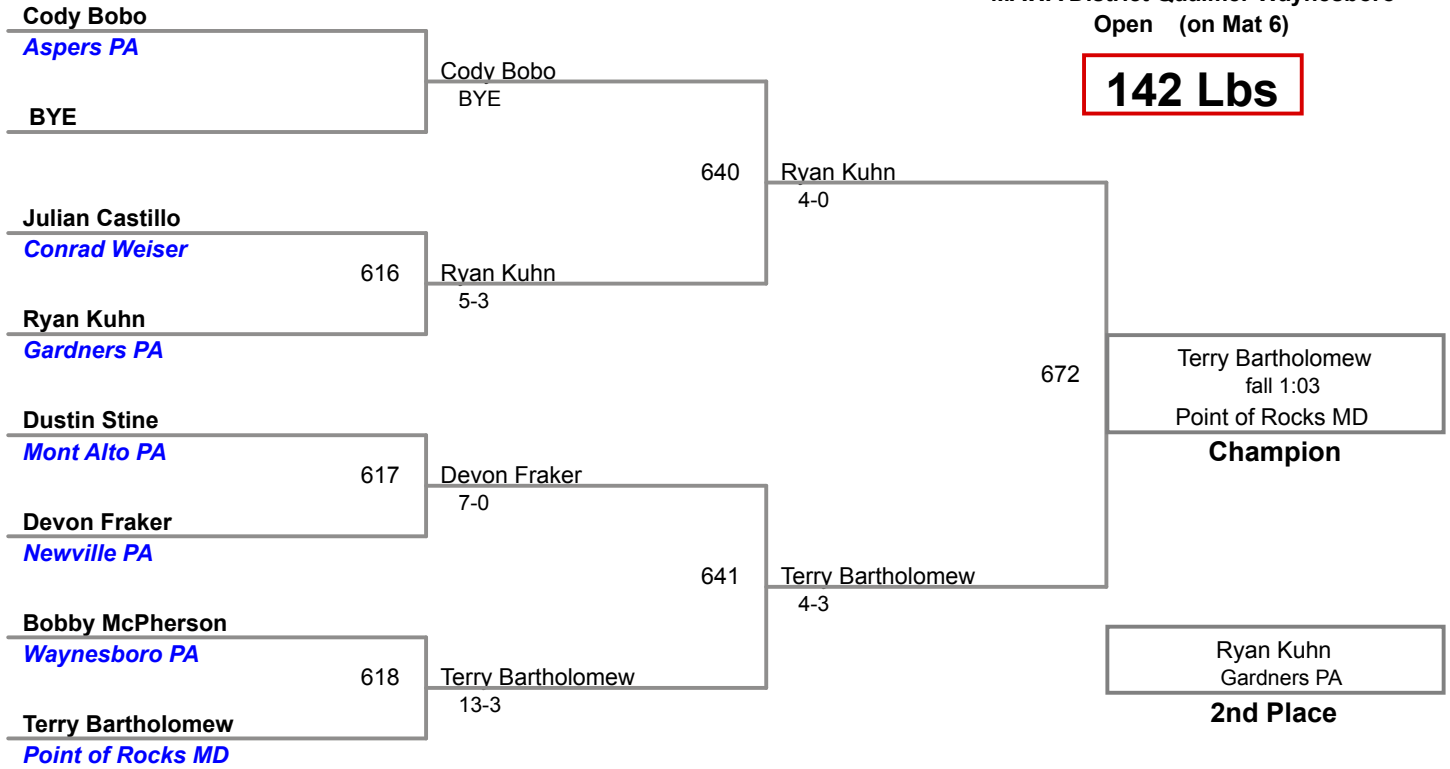 Open (on Mat 6)
142 Lbs
Cody Bobo
Aspers PA
BYE
Cody Bobo
BYE
Julian Castillo
Conrad Weiser
616
Ryan Kuhn
Gardners PA
Ryan Kuhn
5-3
640
Ryan Kuhn
4-0
Dustin Stine
Mont Alto PA
617
Devon Fraker
Newville PA
Devon Fraker
7-0
641
Bobby McPherson
Waynesboro PA
618
Terry Bartholomew
Point of Rocks MD
Terry Bartholomew
13-3
Terry Bartholomew
4-3
672
Terry Bartholomew
fall 1:03
Point of Rocks MD
Champion
Ryan Kuhn
Gardners PA
2nd Place